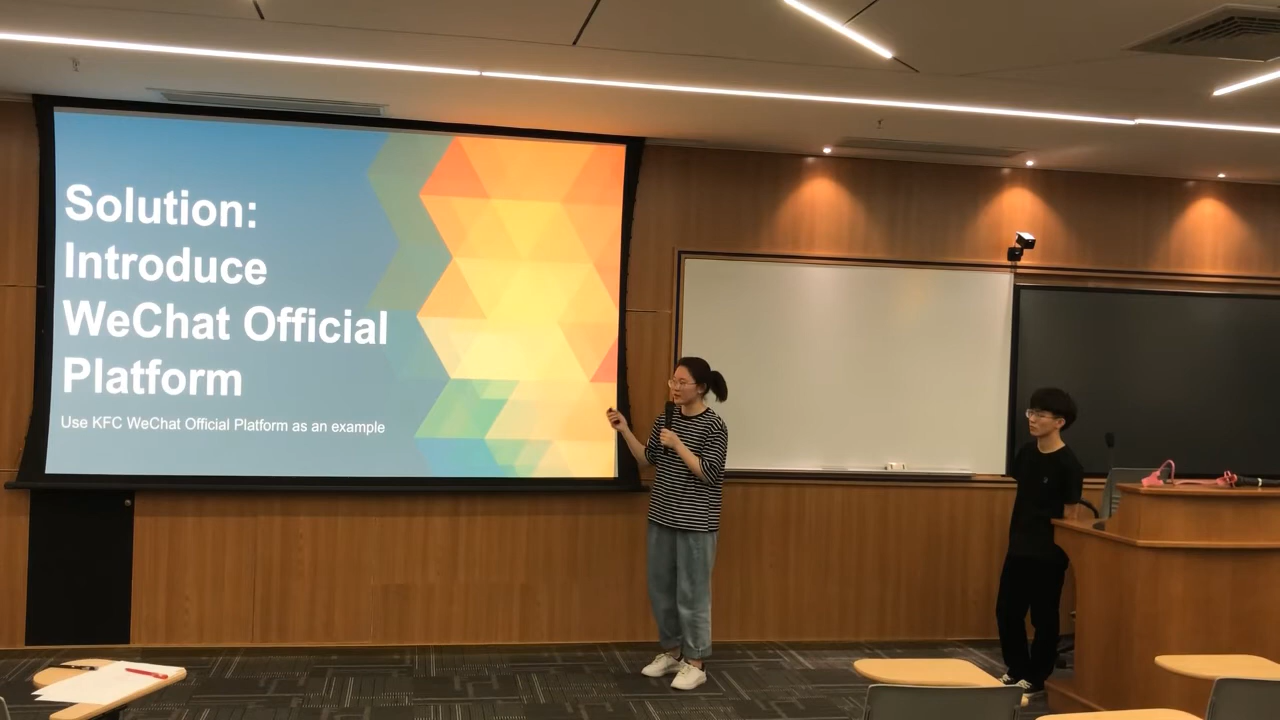 Solution:
Introduce
WeChat Official
Platform
Use KFC WeChat Official Platform as an example